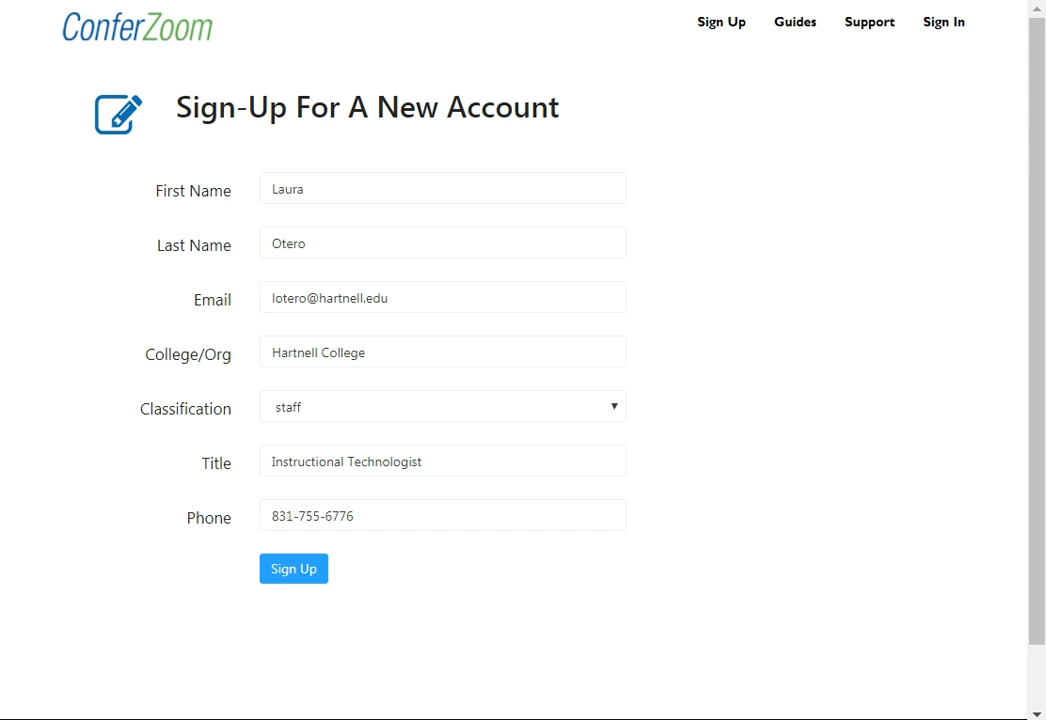 ConferZoom
Sign Up Guides Support Sign In
Sign-Up For A New Account
First Name Laura
Last Name Otero
Email lotero@hartnell.edu
College/Org Hartnell College
Classification staff
Title Instructional Technologist
Phone 831-755-6776
Sign Up